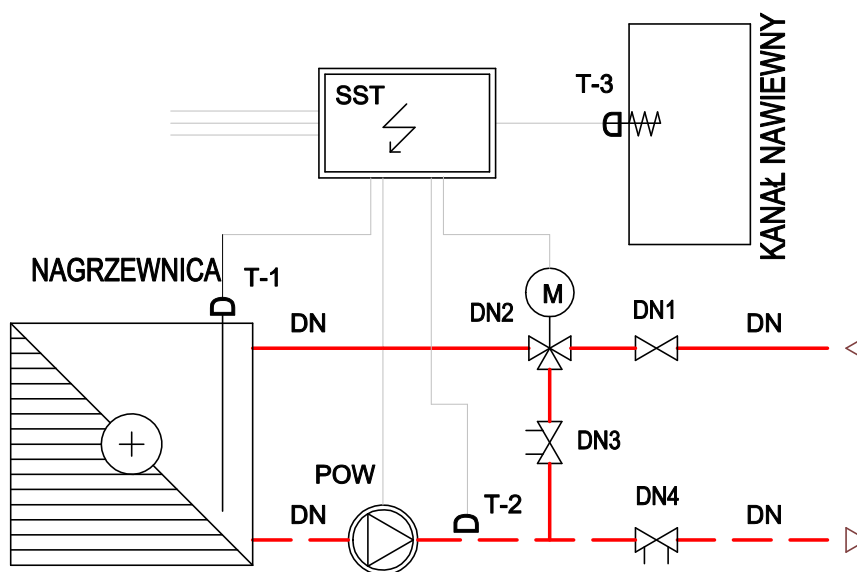 SST
T-3
KANAŁ NAWIEWNY
NAGRZEWNICA
T-1
M
DN
DN2
DN1
DN
DN3
POW
DN
T-2
DN4
DN